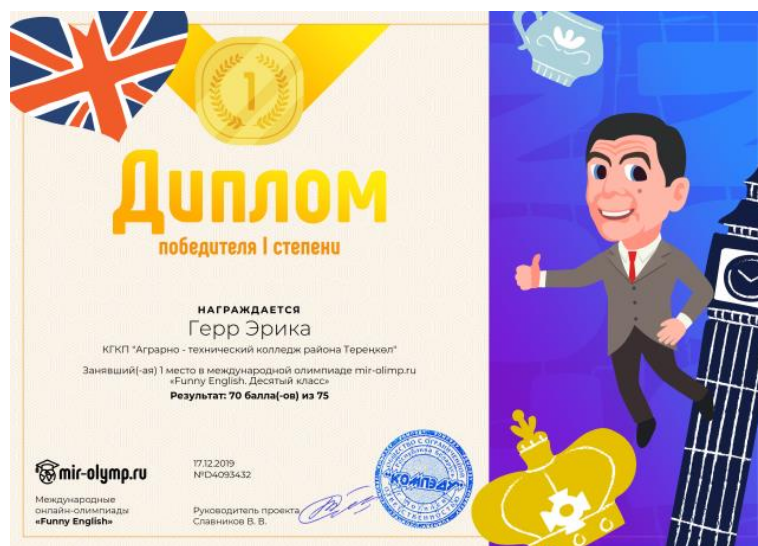 1
Диплом
победителя I степени
НАГРАЖДАЕТСЯ
Герр Эрика
КГКП "Аграрно - технический колледж района Тереңкөл"
Занявший(-ая) 1 место в международной олимпиаде mir-olimp.ru
«Funny English. Десятый класс»
Результат: 70 балла(-ов) из 75
mir-olymp.ru
17.12.2019
№D4093432
Международные
онлайн-олимпиады
«Funny English»
Руководитель проекта
Славников В. В.
КОМПЭДУ